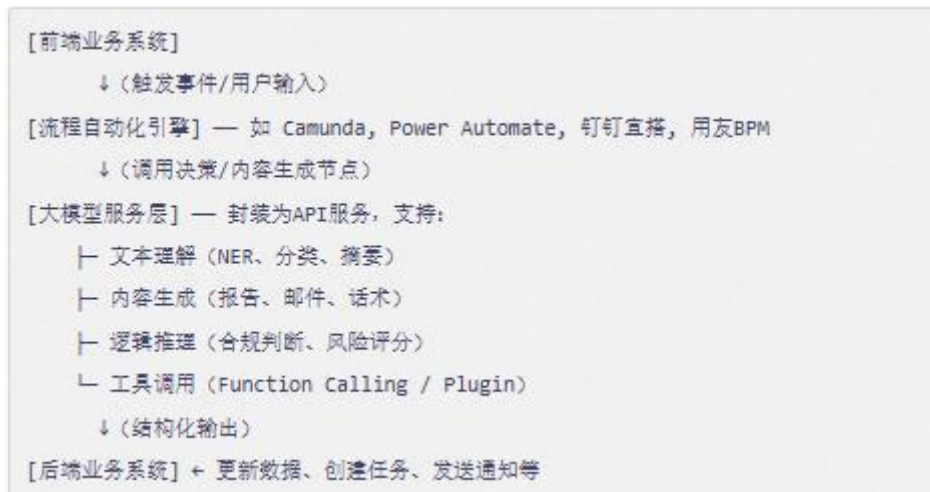 [前端业务系统]
↓（触发事件/用户输入）
[流程自动化引擎] — 如 Camunda, Power Automate, 钉钉宜搭, 用友BPM
↓（调用决策/内容生成节点）
[大模型服务层] — 封装为API服务，支持:
├─ 文本理解（NER、分类、摘要）
├─ 内容生成（报告、邮件、话术）
├─ 逻辑推理（合规判断、风险评分）
└─ 工具调用（Function Calling / Plugin）
↓（结构化输出）
[后端业务系统] ← 更新数据、创建任务、发送通知等